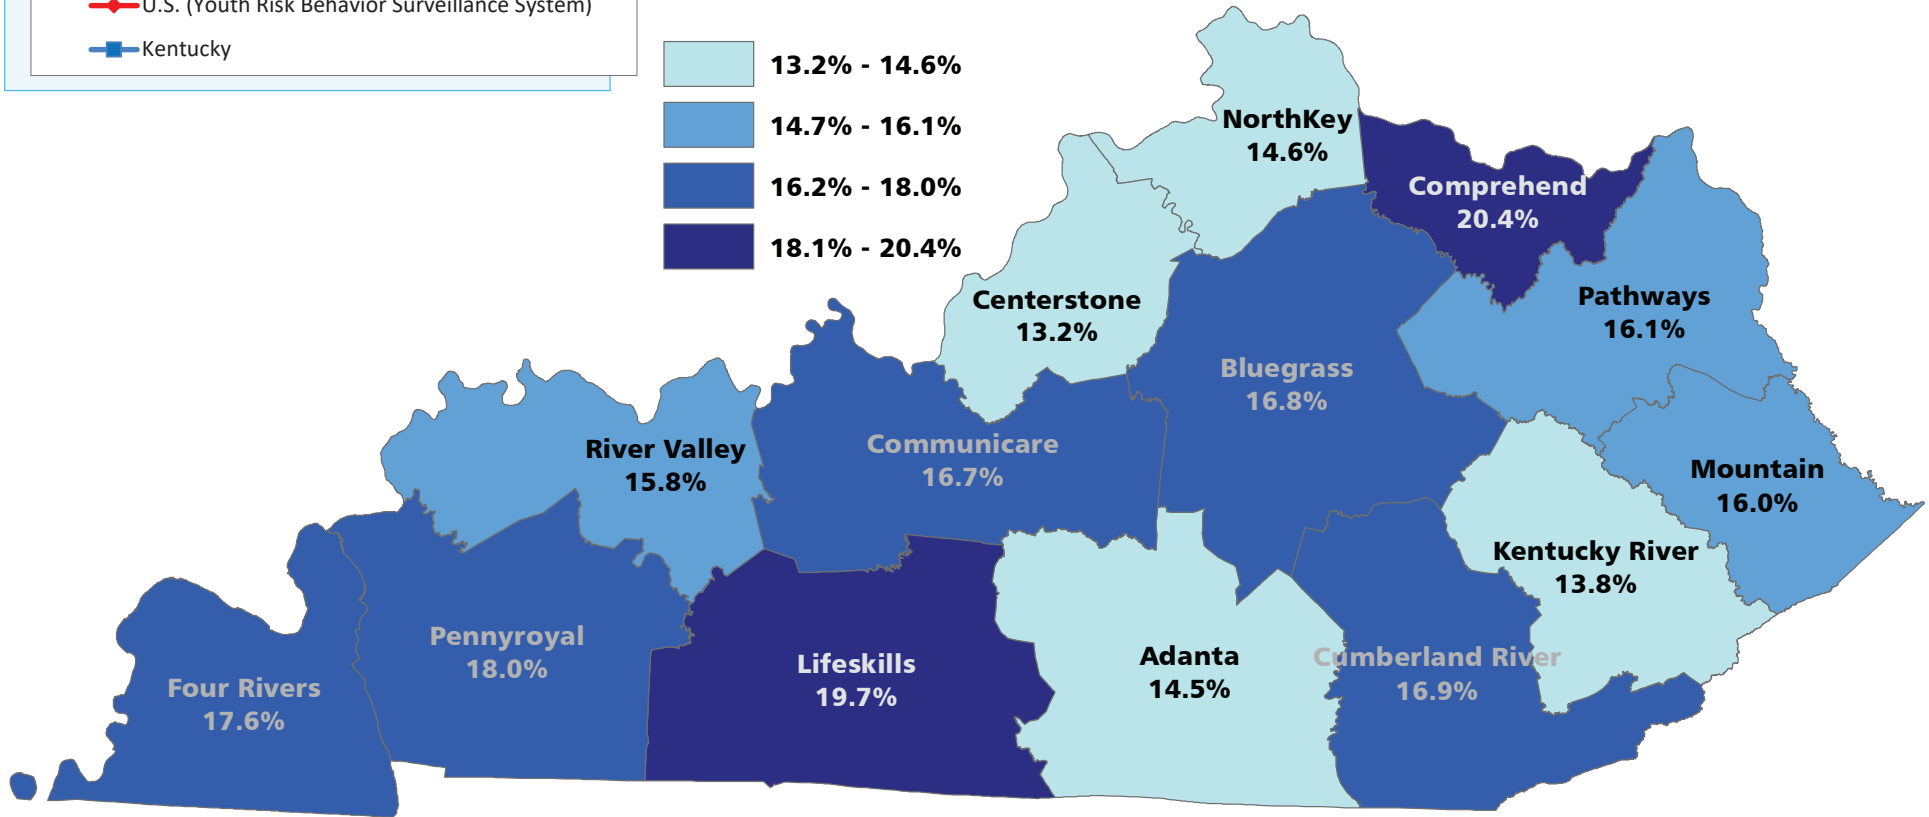 U.S. (Youth Risk Behavior Surveillance System)
Kentucky
13.2% - 14.6%
14.7% - 16.1%
16.2% - 18.0%
18.1% - 20.4%
NorthKey
14.6%
Comprehend
20.4%
Centerstone
13.2%
Pathways
16.1%
Bluegrass
16.8%
River Valley
15.8%
Communicare
16.7%
Mountain
16.0%
Kentucky River
13.8%
Pennyroyal
18.0%
Four Rivers
17.6%
Lifeskills
19.7%
Adanta
14.5%
Cumberland River
16.9%